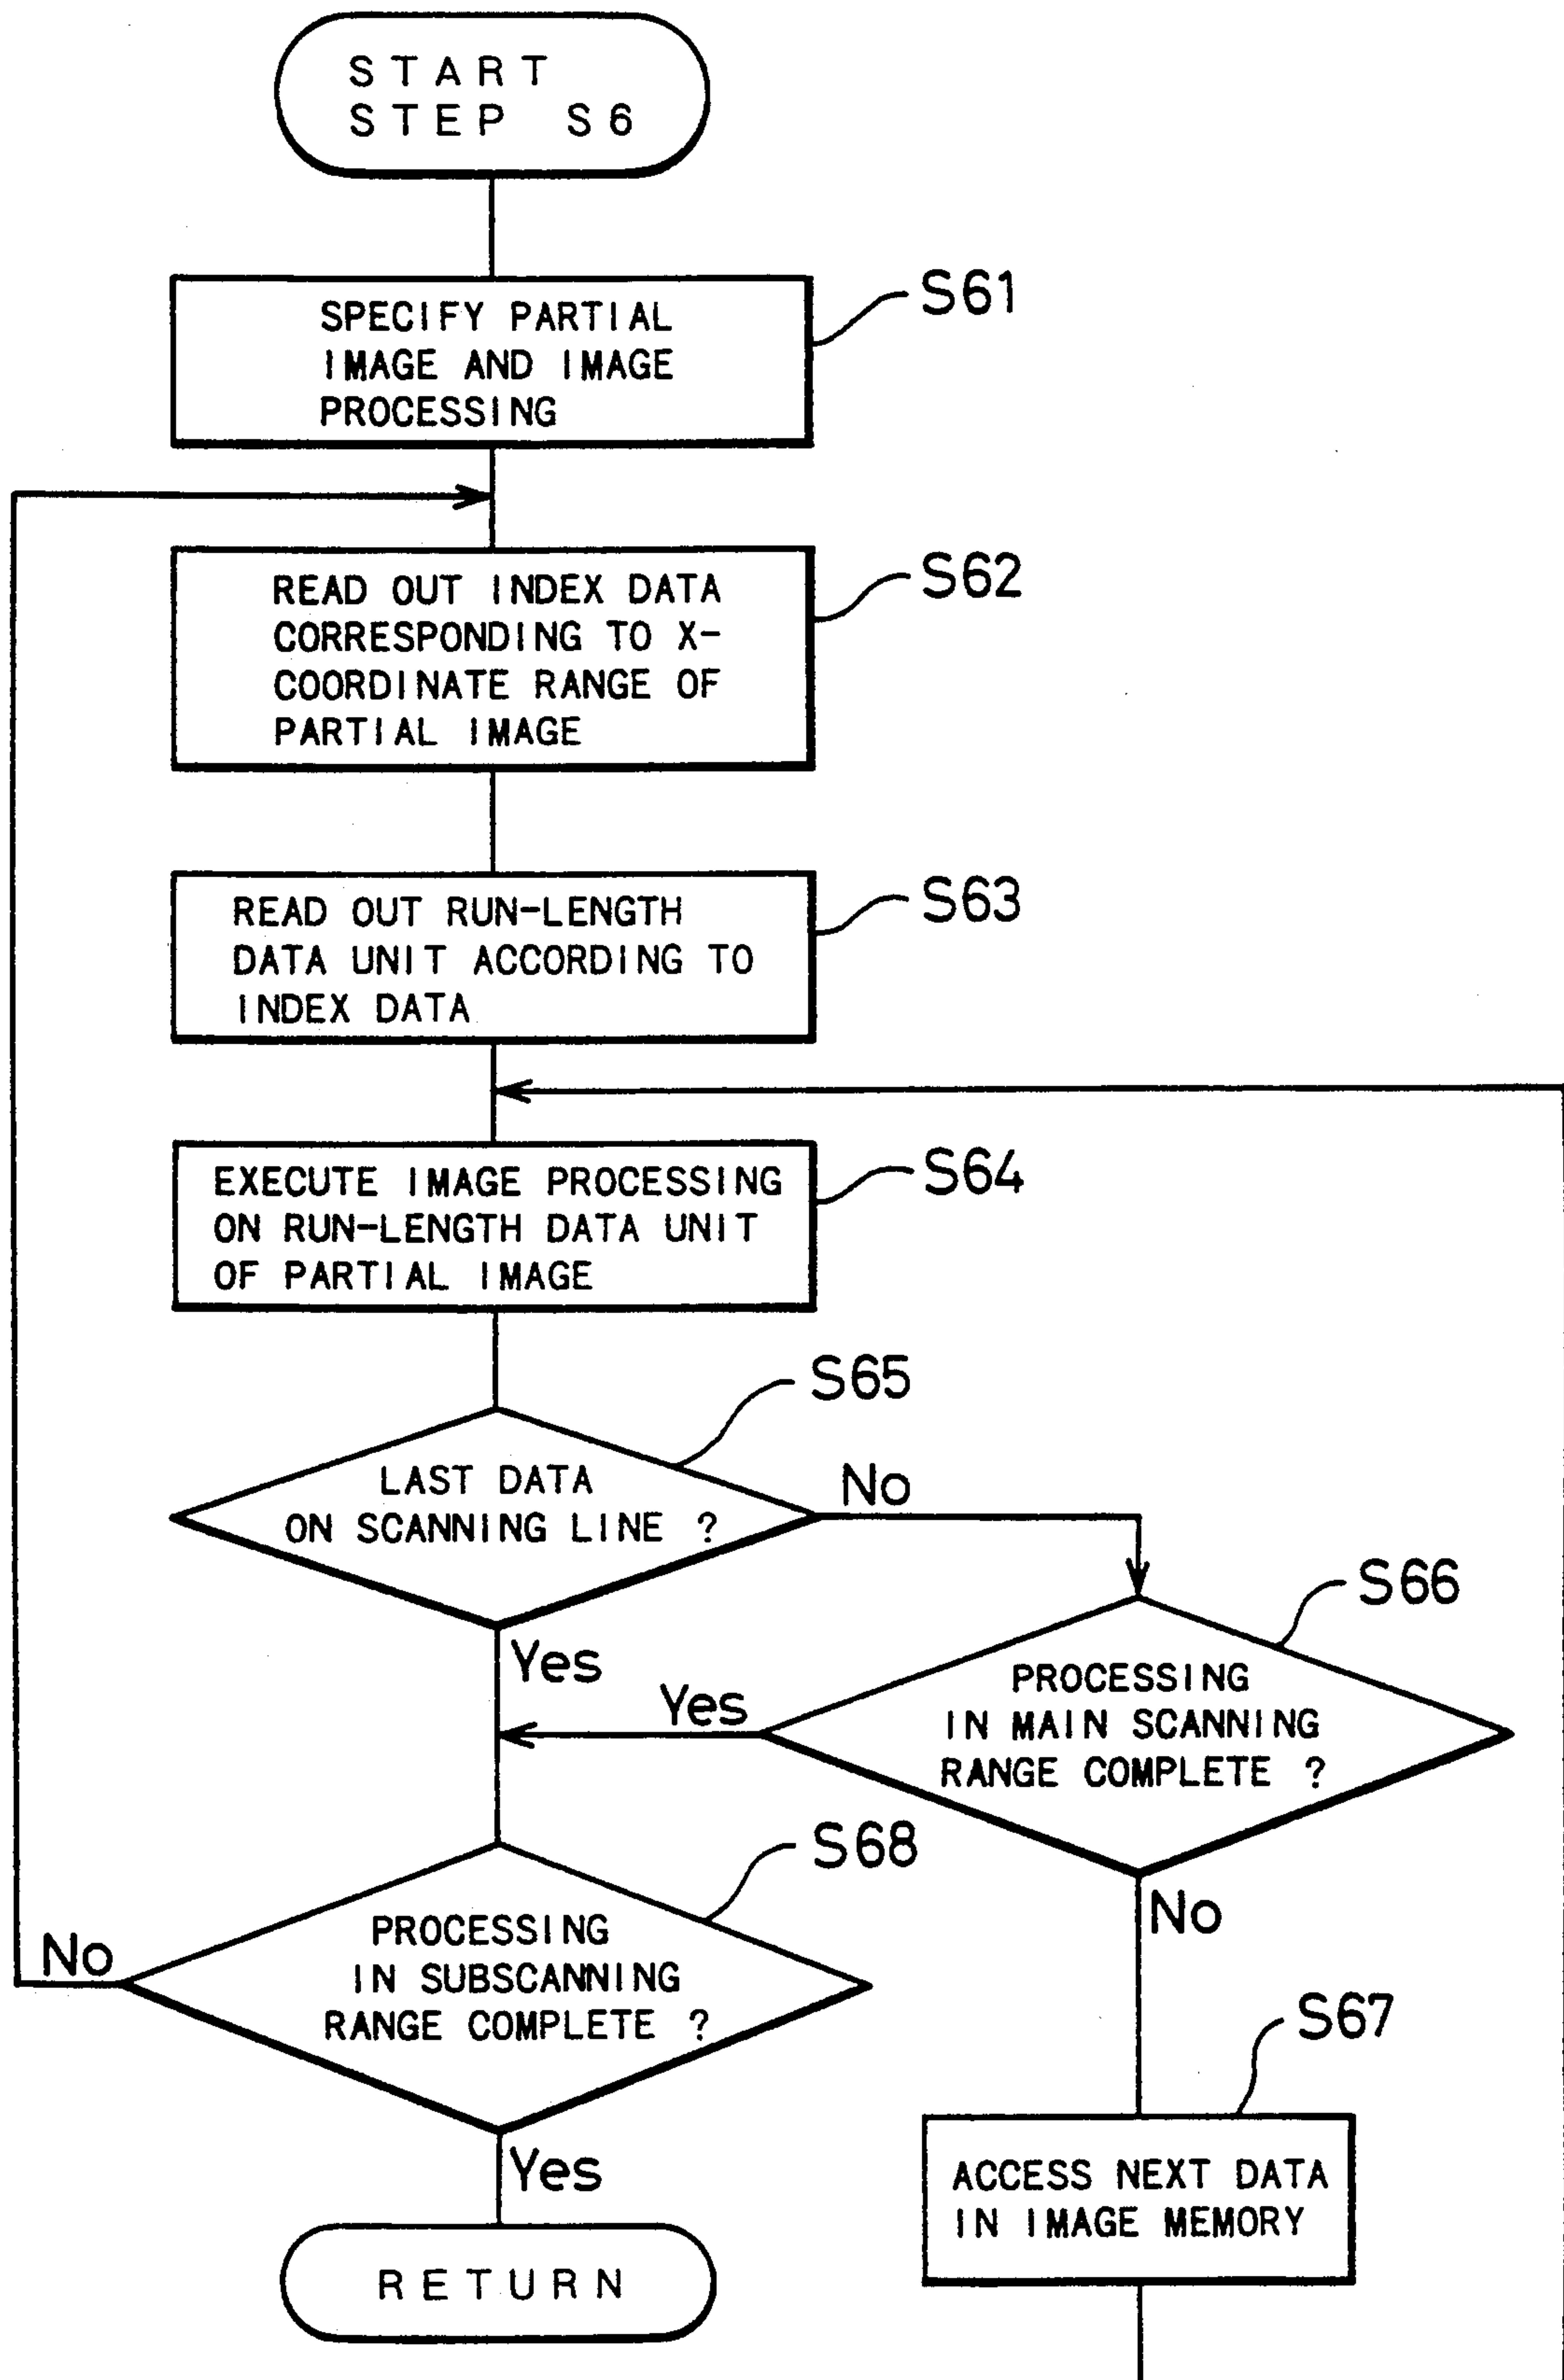 START
STEP S6
S61
SPECIFY PARTIAL
IMAGE AND IMAGE
PROCESSING
S62
READ OUT INDEX DATA
CORRESPONDING TO X-
COORDINATE RANGE OF
PARTIAL IMAGE
S63
READ OUT RUN-LENGTH
DATA UNIT ACCORDING TO
INDEX DATA
S64
EXECUTE IMAGE PROCESSING
ON RUN-LENGTH DATA UNIT
OF PARTIAL IMAGE
S65
LAST DATA
ON SCANNING LINE ?
No
Yes
S66
PROCESSING
IN MAIN SCANNING
RANGE COMPLETE ?
Yes
No
S68
PROCESSING
IN SUBSCANNING
RANGE COMPLETE ?
No
Yes
S67
ACCESS NEXT DATA
IN IMAGE MEMORY
RETURN